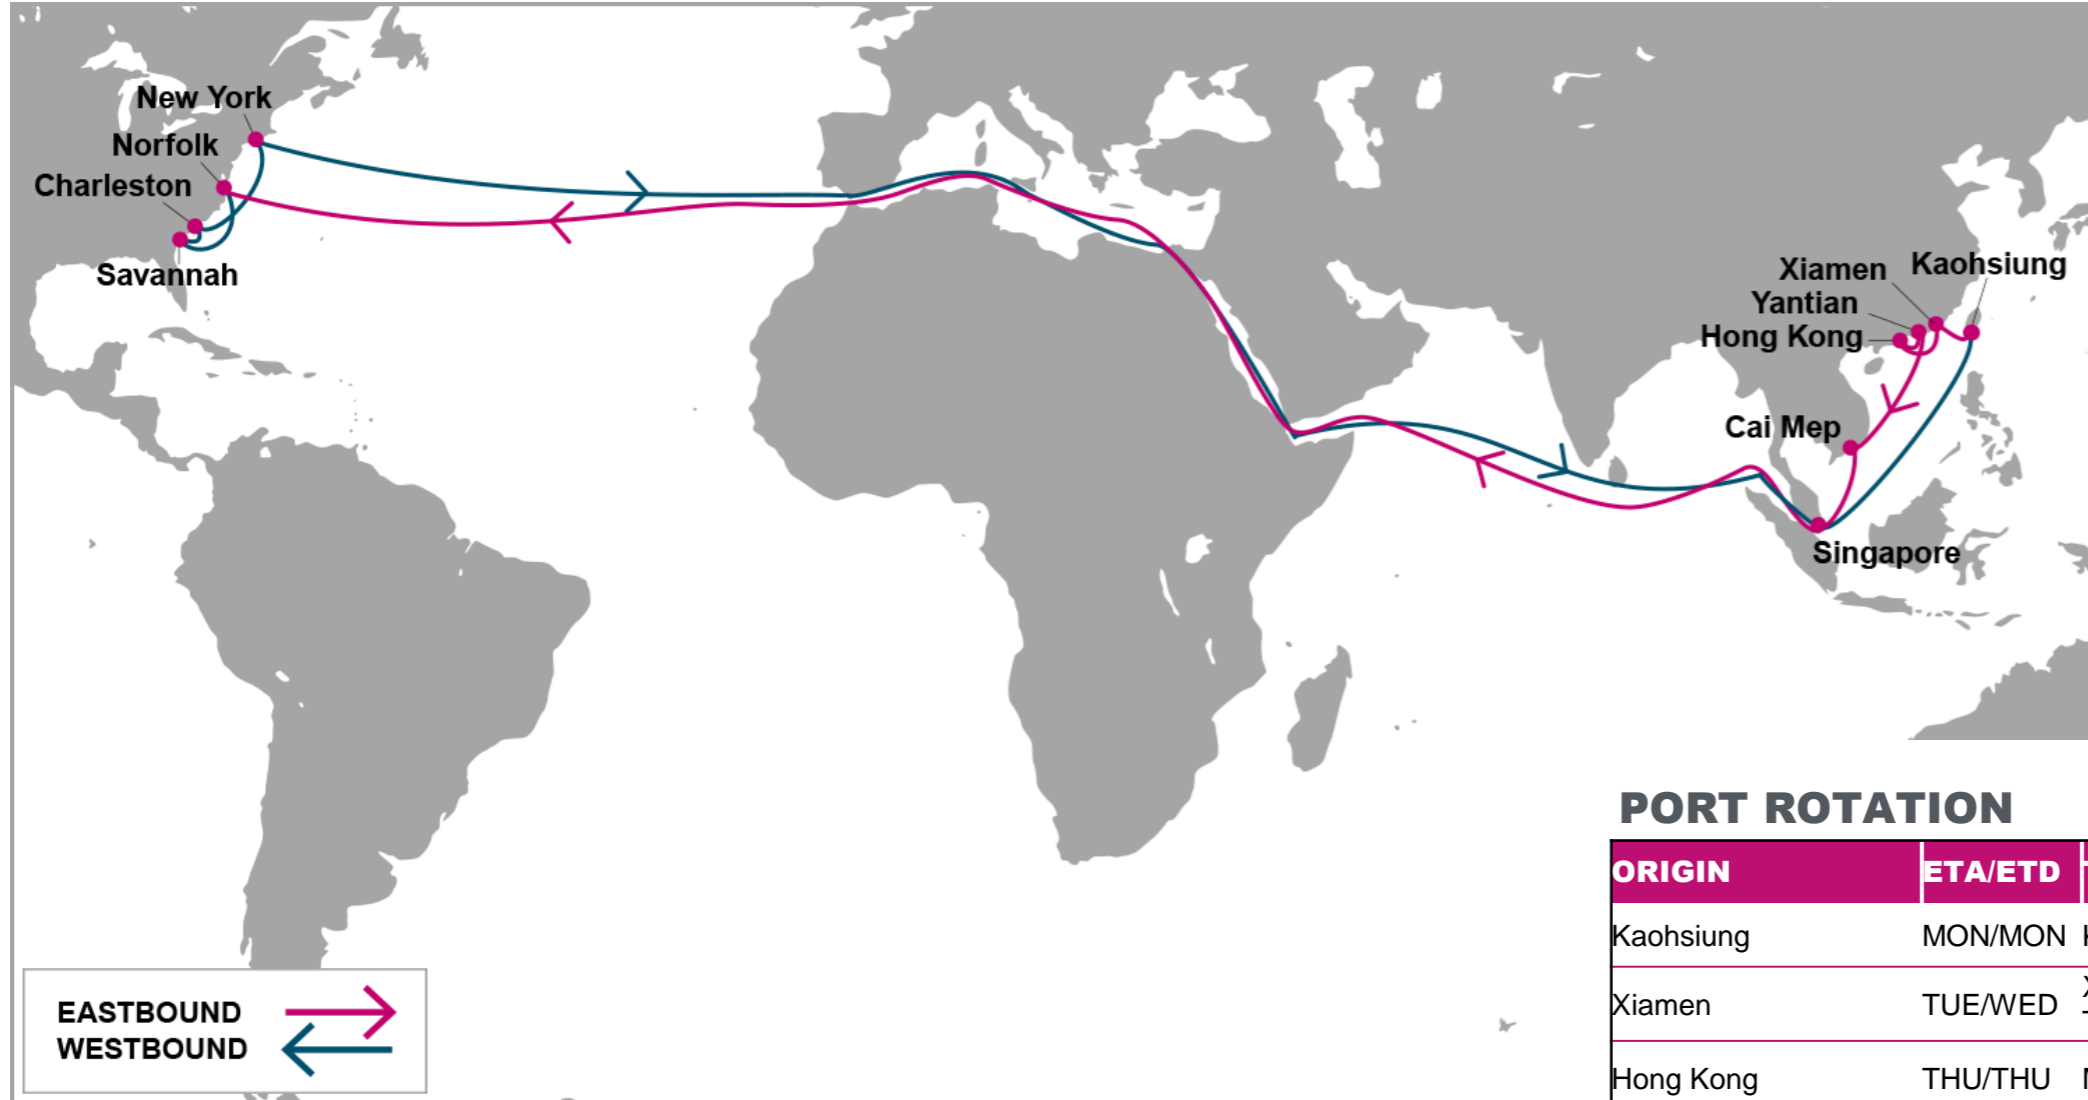 New York
Norfolk
Charleston
Savannah
Xiamen
Kaohsiung
Yantian
Hong Kong
Cai Mep
Singapore
EASTBOUND
WESTBOUND
PORT ROTATION
ORIGIN ETA/ETD
Kaohsiung MON/MON
Xiamen TUE/WED
Hong Kong THU/THU